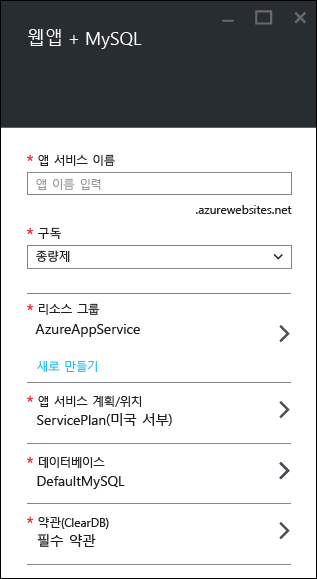 웹앱 + MySQL
* 앱 서비스 이름
앱 이름 입력
.azurewebsites.net
* 구독
종량제
* 리소스 그룹
AzureAppService
새로 만들기
* 앱 서비스 계획/위치
ServicePlan(미국 서부)
* 데이터베이스
DefaultMySQL
* 약관(ClearDB)
필수 약관